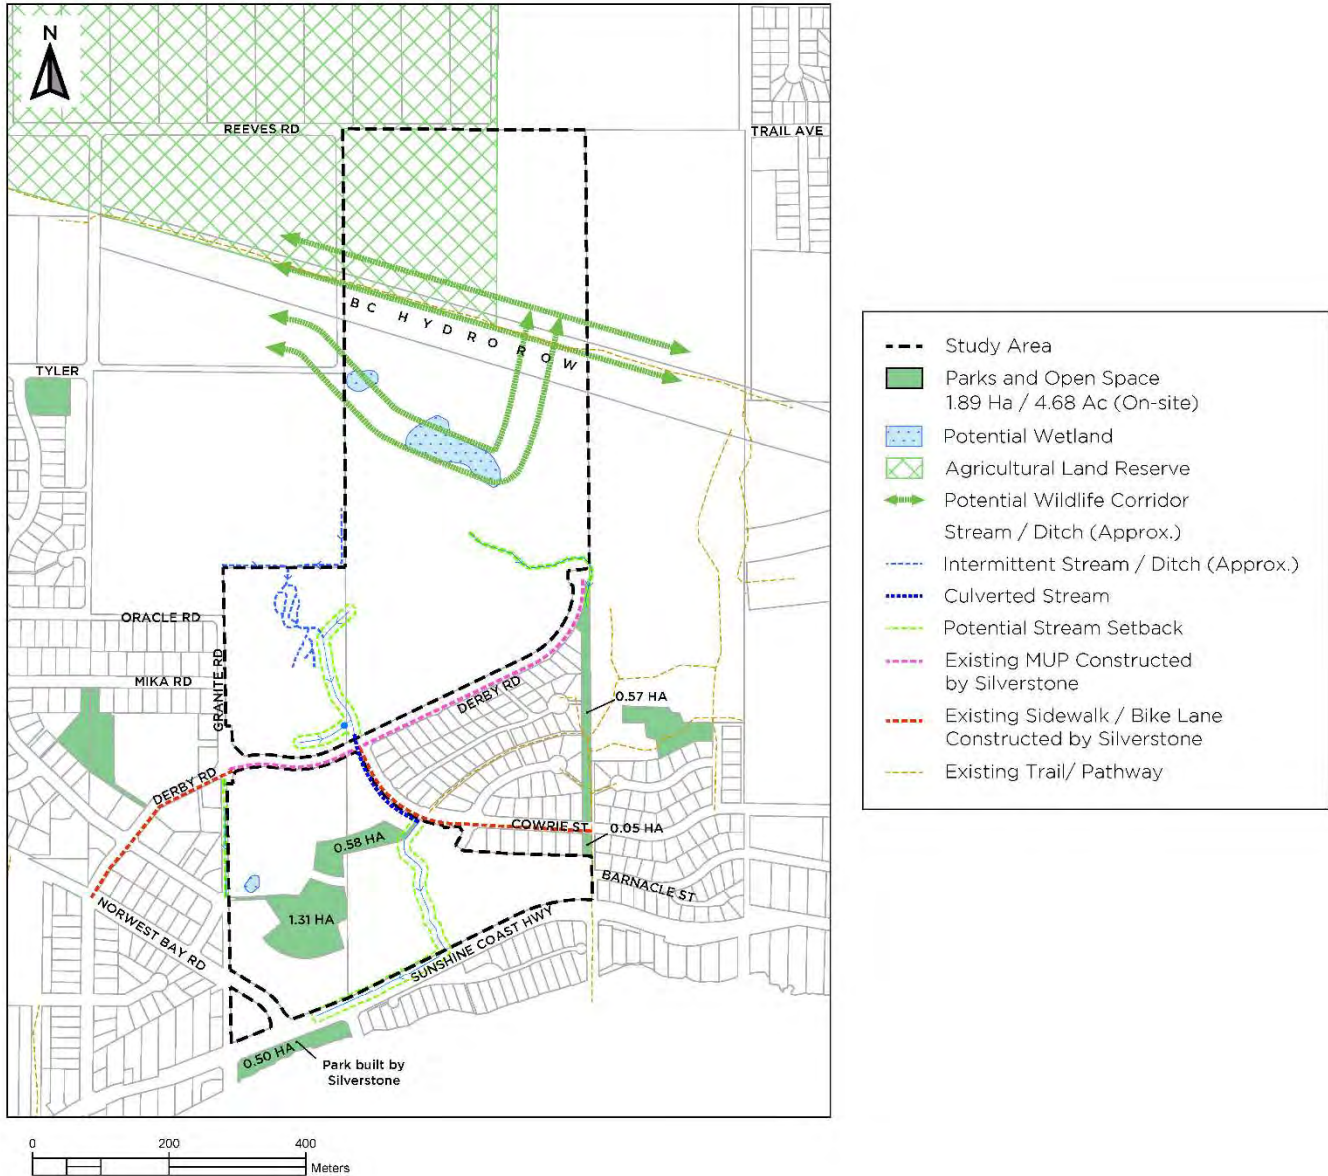 N
REEVES RD
TRAIL AVE
BC HYDRO ROW
TYLER
ORACLE RD
MIKA RD
GRANITE RD
DERBY RD
0.57 HA
DERBY RD
COWRIE ST
0.05 HA
0.58 HA
BARNACLE ST
1.31 HA
NORWEST BAY RD
SUNSHINE COAST HWY
0.50 HA
Park built by
Silverstone
0 200 400
Meters
Study Area
Parks and Open Space
1.89 Ha / 4.68 Ac (On-site)
Potential Wetland
Agricultural Land Reserve
Potential Wildlife Corridor
Stream / Ditch (Approx.)
Intermittent Stream / Ditch (Approx.)
Culverted Stream
Potential Stream Setback
Existing MUP Constructed
by Silverstone
Existing Sidewalk / Bike Lane
Constructed by Silverstone
Existing Trail/ Pathway